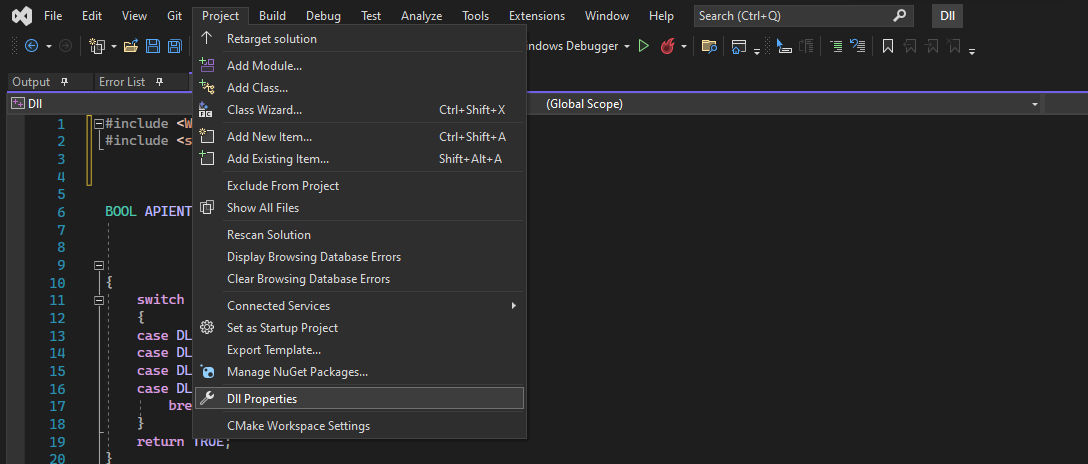 File Edit View Git Project Build Debug Test Analyze Tools Extensions Window Help Search (Ctrl+Q) Dll
Retarget solution
ndows Debugger
Add Module...
Output Error List
Add Class...
Dll
Class Wizard... Ctrl+Shift+X
(Global Scope)
1 #include <W
Add New Item... Ctrl+Shift+A
2 #include <s
Add Existing Item... Shift+Alt+A
3
4
Exclude From Project
5
6 BOOL APIENT
Show All Files
7
Rescan Solution
8
Display Browsing Database Errors
9
Clear Browsing Database Errors
10 {
11 switch
Connected Services
12 {
Set as Startup Project
13 case DL
Export Template...
14 case DL
15 case DL
Manage NuGet Packages...
16 case DL
Dll Properties
17 bre
18 }
CMake Workspace Settings
19 return TRUE;
20 }